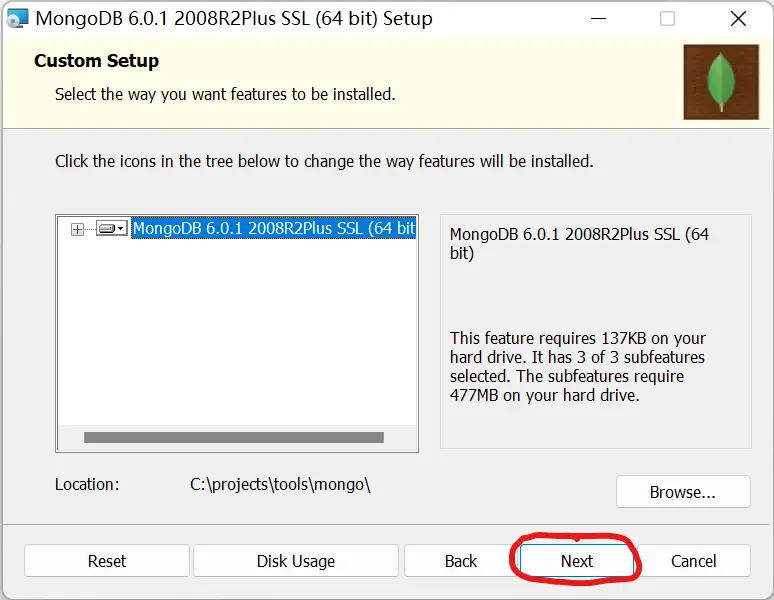 MongoDB 6.0.1 2008R2Plus SSL (64 bit) Setup
Custom Setup
Select the way you want features to be installed.
Click the icons in the tree below to change the way features will be installed.
MongoDB 6.0.1 2008R2Plus SSL (64 bit
MongoDB 6.0.1 2008R2Plus SSL (64
bit)
This feature requires 137KB on your
hard drive. It has 3 of 3 subfeatures
selected. The subfeatures require
477MB on your hard drive.
Location: C:\projects\tools\mongo\
Browse...
Reset Disk Usage Back Next Cancel